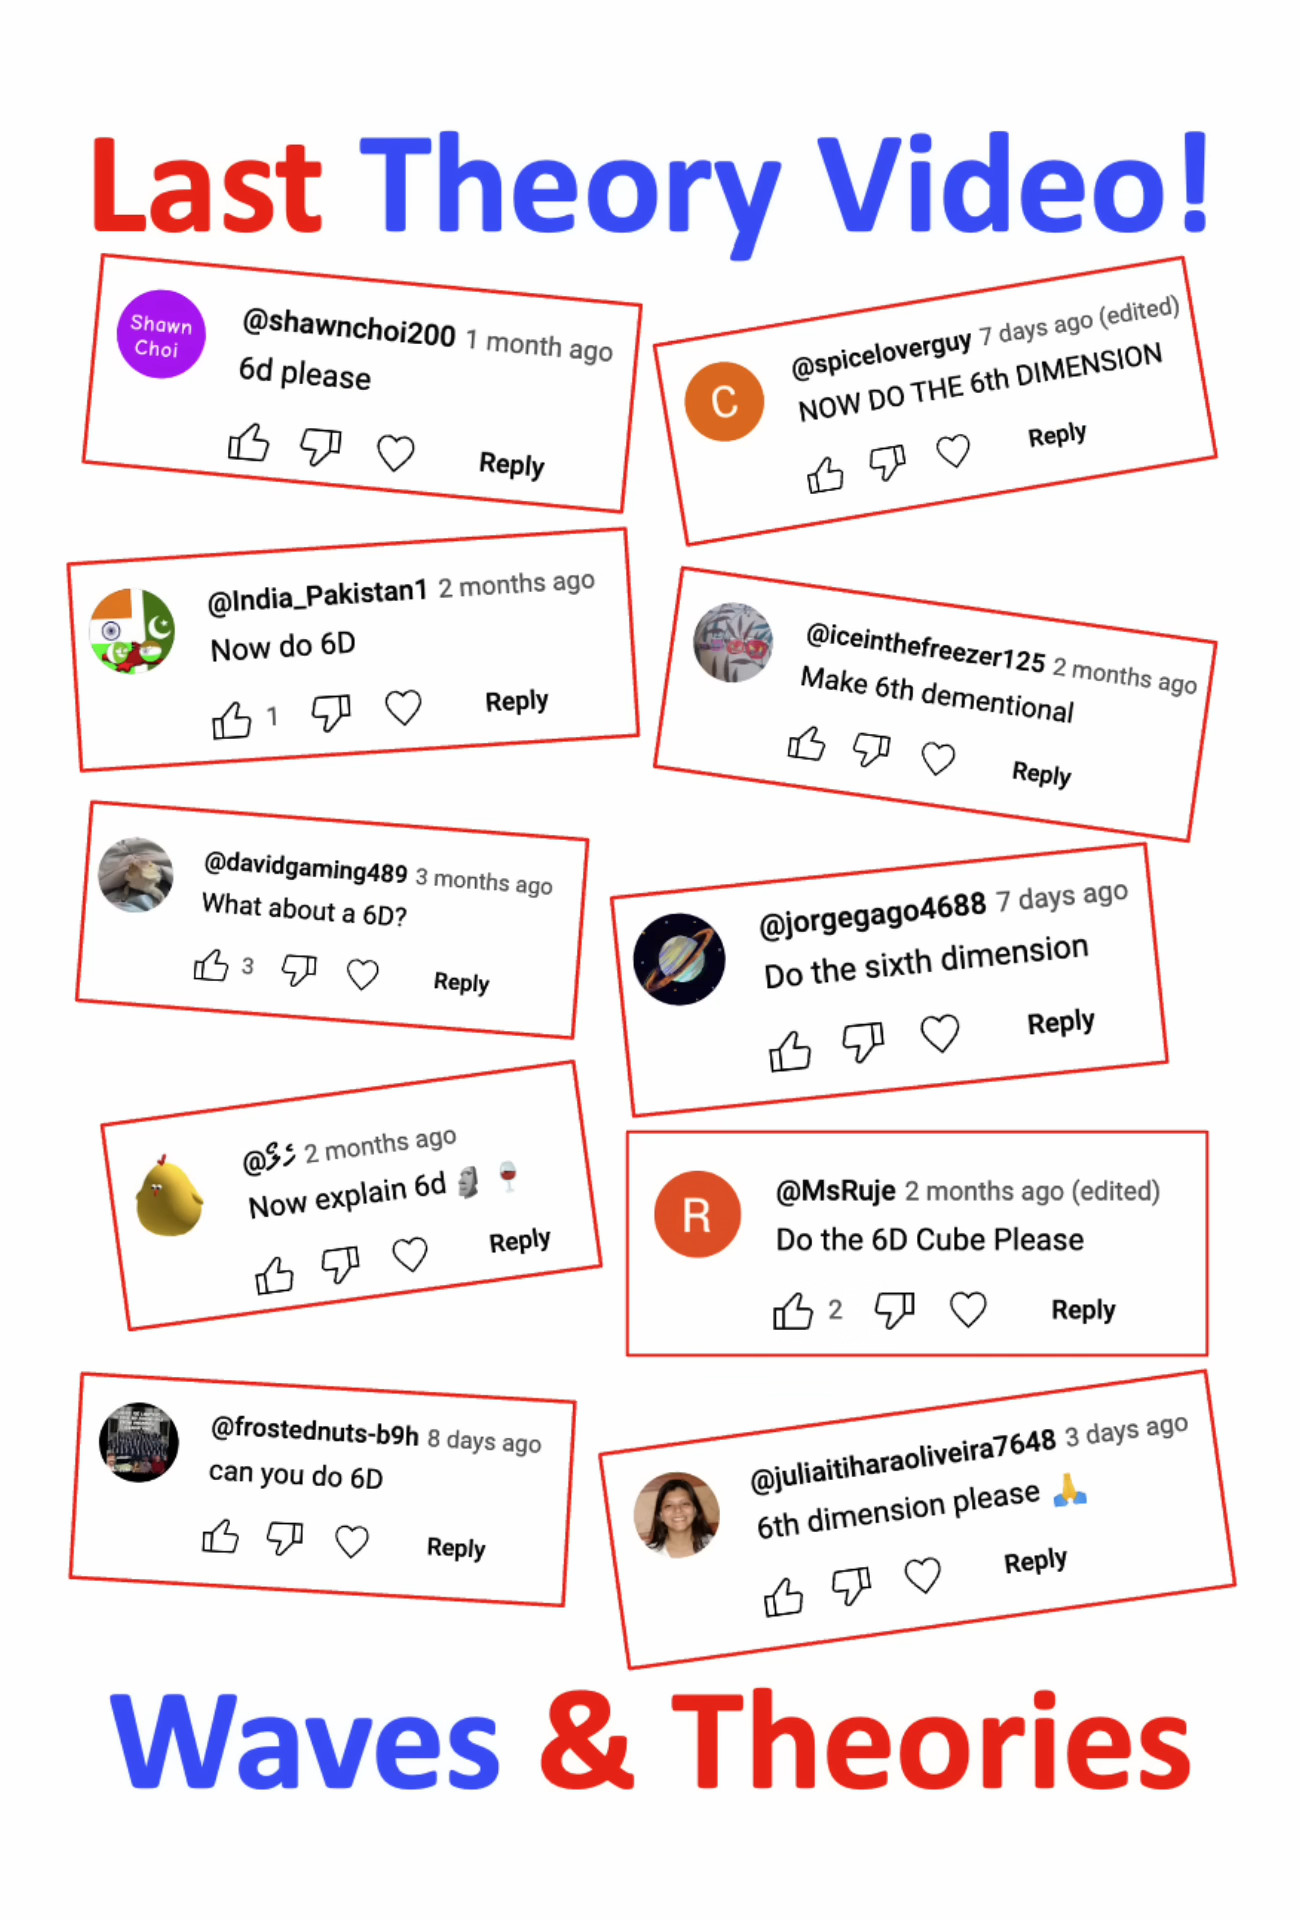 Last Theory Video!
Shawn
Choi
@shawnchoi200 1 month ago
6d please
Reply
C
@spiceloverguy 7 days ago (edited)
NOW DO THE 6th DIMENSION
Reply
@India_Pakistan1 2 months ago
Now do 6D
1
Reply
@iceinthefreezer125 2 months ago
Make 6th dementional
Reply
@davidgaming489 3 months ago
What about a 6D?
3
Reply
@jorgegago4688 7 days ago
Do the sixth dimension
Reply
2 months ago
Now explain 6d 🗿 🍷
Reply
R
@MsRuje 2 months ago (edited)
Do the 6D Cube Please
2
Reply
@frostednuts-b9h 8 days ago
can you do 6D
Reply
@juliaitiharaoliveira7648 3 days ago
6th dimension please 🙏
Reply
Waves & Theories